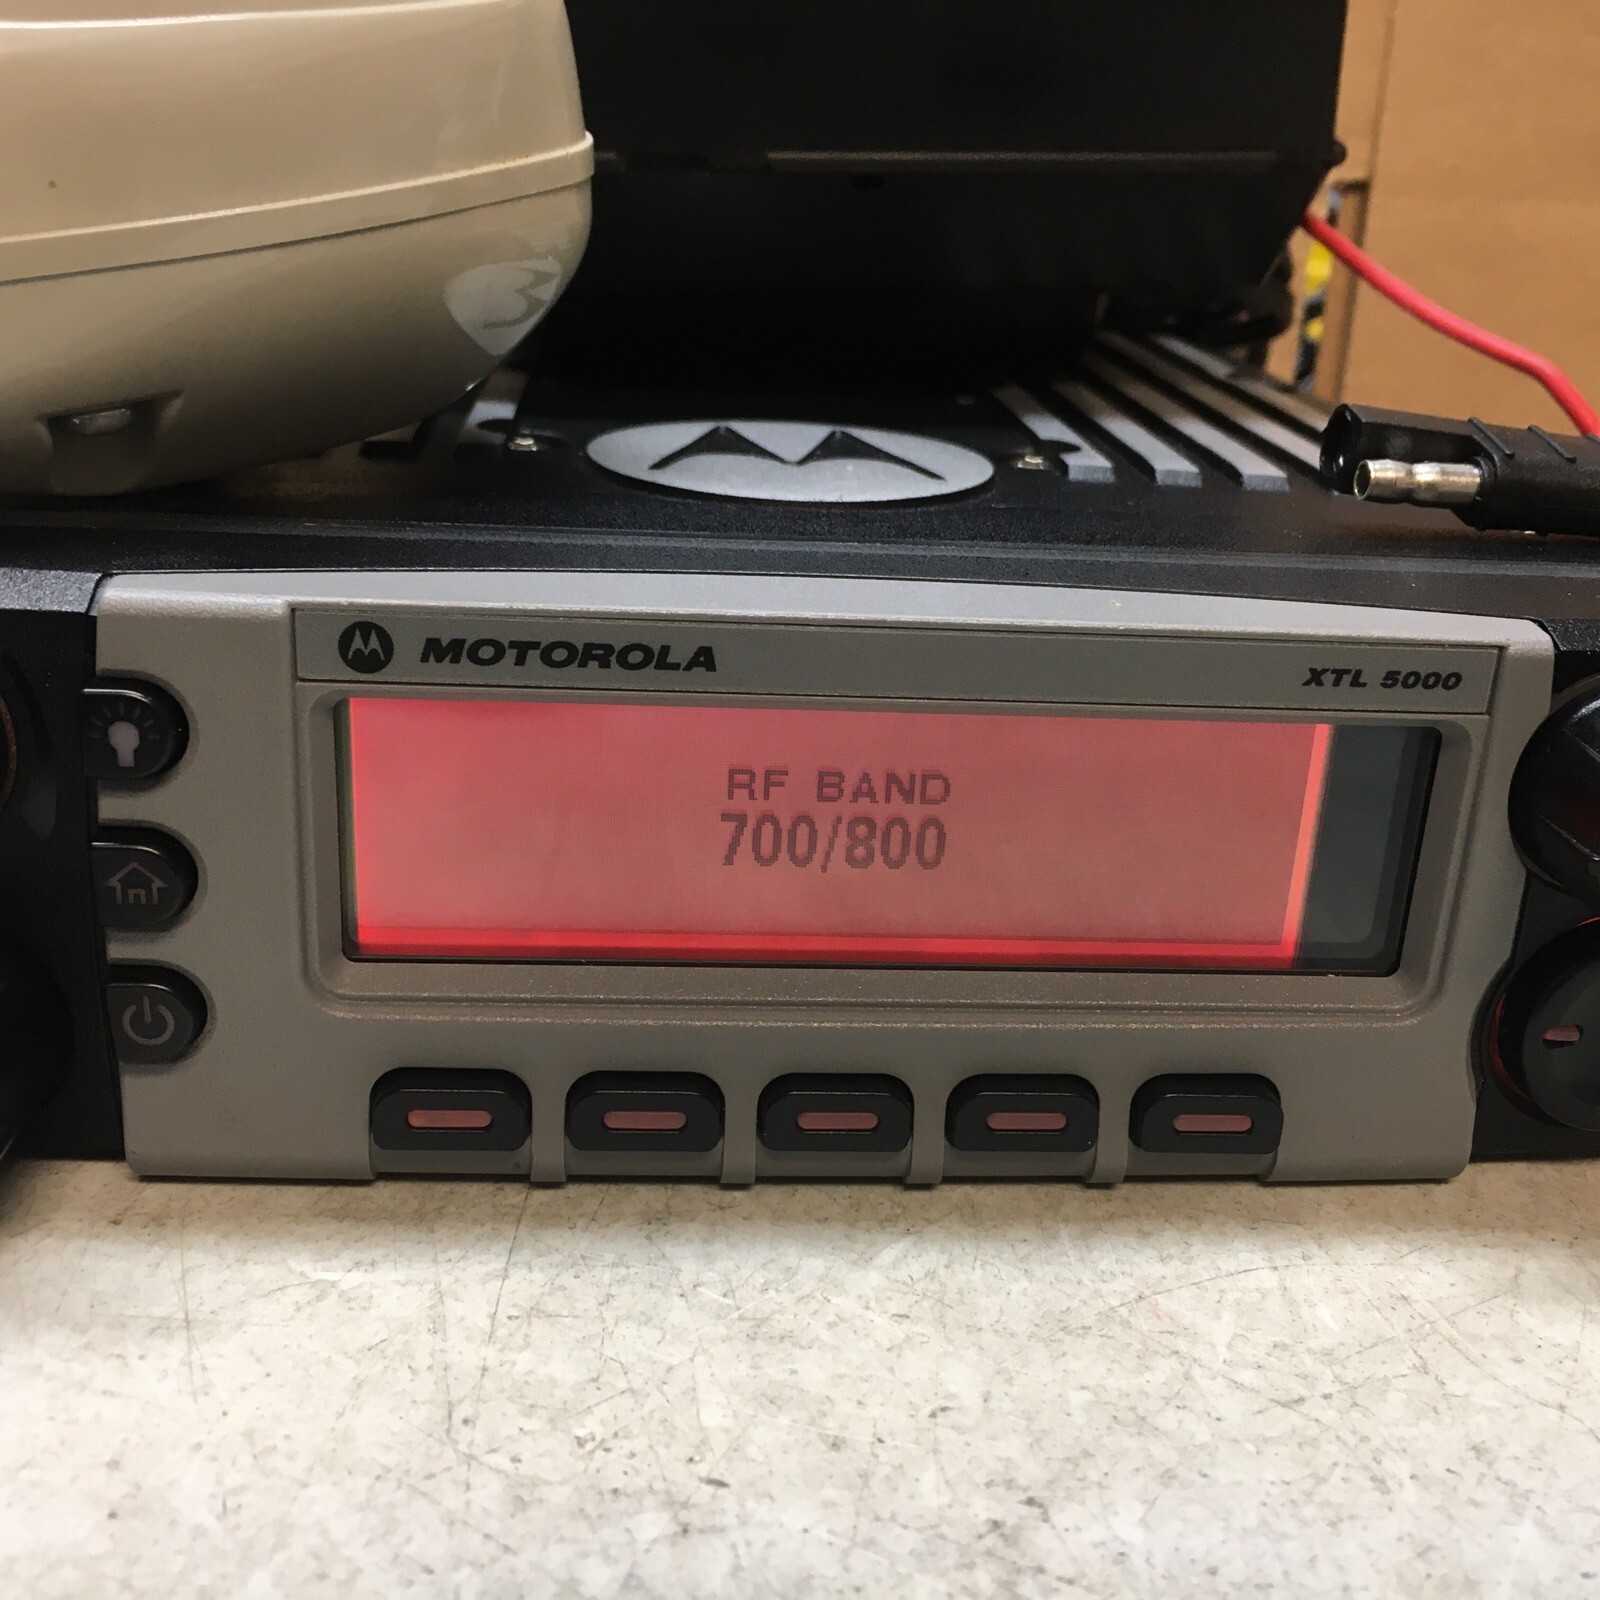 MOTOROLA
XTL 5000
RF BAND
700/800